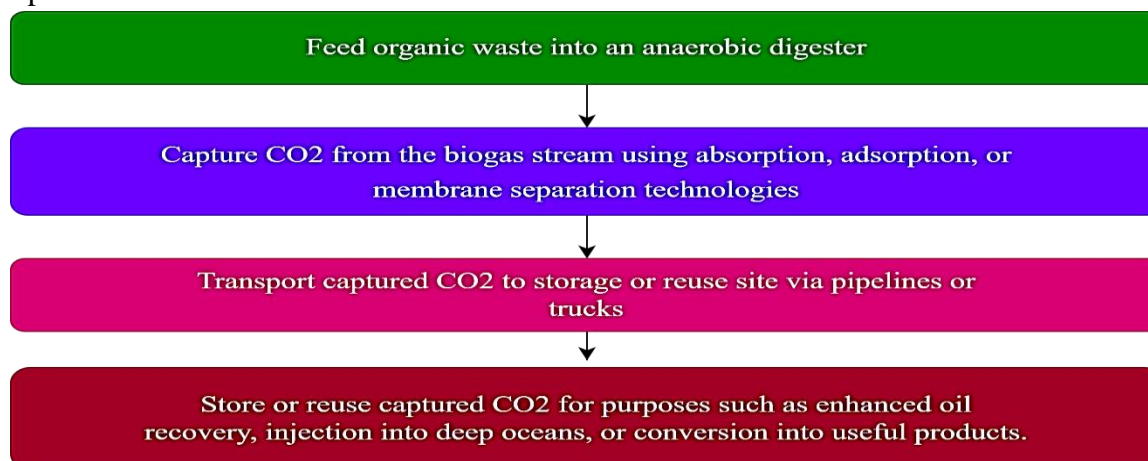 Feed organic waste into an anaerobic digester
Capture CO2 from the biogas stream using absorption, adsorption, or
membrane separation technologies
Transport captured CO2 to storage or reuse site via pipelines or
trucks
Store or reuse captured CO2 for purposes such as enhanced oil
recovery, injection into deep oceans, or conversion into useful products.